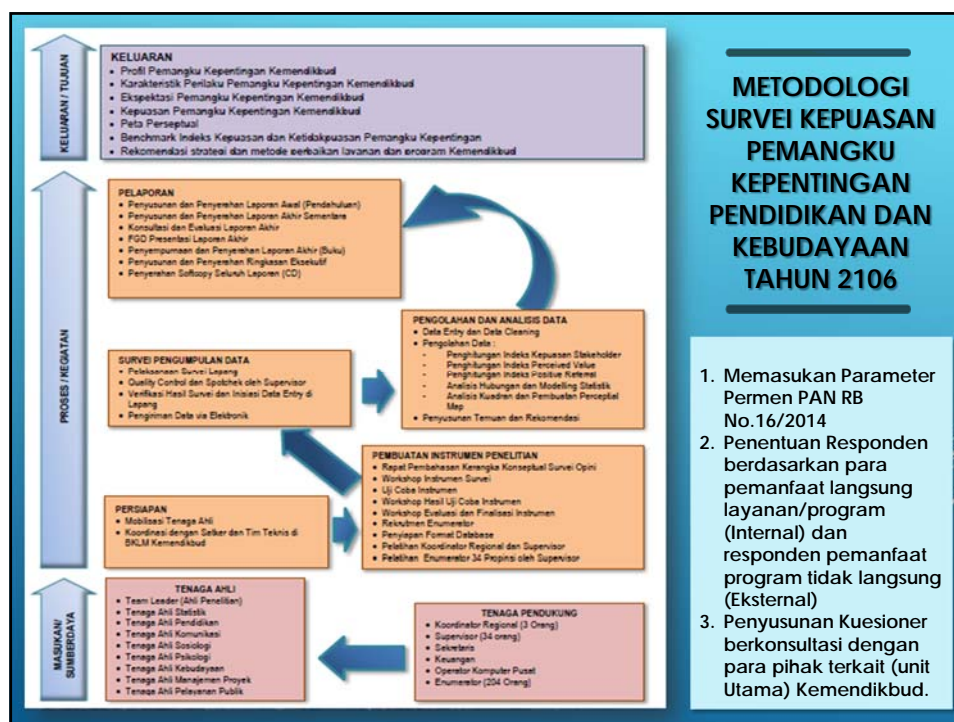 KELUARAN / TUJUAN
KELUARAN
• Profil Pemangku Kepentingan Kemendikbud
• Karakteristik Perilaku Pemangku Kepentingan Kemendikbud
• Ekspektasi Pemangku Kepentingan Kemendikbud
• Kepuasan Pemangku Kepentingan Kemendikbud
• Peta Perseptual
• Benchmark Indeks Kepuasan dan Ketidakpuasan Pemangku Kepentingan
• Rekomendasi strategi dan metode perbaikan layanan dan program Kemendikbud
PROSES / KEGIATAN
PELAPORAN
• Penyusunan dan Penyerahan Laporan Awal (Pendahuluan)
• Penyusunan dan Penyerahan Laporan Akhir Sementara
• Konsultasi dan Evaluasi Laporan Akhir
• FGD Presentasi Laporan Akhir
• Penyempurnaan dan Penyerahan Laporan Akhir (Buku)
• Penyusunan dan Penyerahan Ringkasan Eksekutif
• Penyerahan Softcopy Seluruh Laporan (CD)
PENGOLAHAN DAN ANALISIS DATA
• Data Entry dan Data Cleaning
• Pengolahan Data :
- Penghitungan Indeks Kepuasan Stakeholder
- Penghitungan Indeks Perceived Value
- Penghitungan Indeks Positive Referral
- Analisis Hubungan dan Modelling Statistik
- Analisis Kuadran dan Pembuatan Perceptial
Map
• Penyusunan Temuan dan Rekomendasi
SURVEI PENGUMPULAN DATA
• Pelaksanaan Survei Lapang
• Quality Control dan Spotchek oleh Supervisor
• Verifikasi Hasil Survei dan Inisiasi Data Entry di
Lapang
• Pengiriman Data via Elektronik
PEMBUATAN INSTRUMEN PENELITIAN
• Rapat Pembahasan Kerangka Konseptual Survei Opini
• Workshop Instrumen Survei
• Uji Coba Instrumen
• Workshop Hasil Uji Coba Instrumen
• Workshop Evaluasi dan Finalisasi Instrumen
• Rekrutmen Enumerator
• Penyiapan Format Database
• Pelatihan Koordinator Regional dan Supervisor
• Pelatihan Enumerator 34 Propinsi oleh Supervisor
PERSIAPAN
• Mobilisasi Tenaga Ahli
• Koordinasi dengan Satker dan Tim Teknis di
BKLM Kemendikbud
MASUKAN/
SUMBERDAYA
TENAGA AHLI
• Team Leader (Ahli Penelitian)
• Tenaga Ahli Statistik
• Tenaga Ahli Pendidikan
• Tenaga Ahli Komunikasi
• Tenaga Ahli Sosiologi
• Tenaga Ahli Psikologi
• Tenaga Ahli Kebudayaan
• Tenaga Ahli Manajemen Proyek
• Tenaga Ahli Pelayanan Publik
TENAGA PENDUKUNG
• Koordinator Regional (3 Orang)
• Supervisor (34 orang)
• Sekretaris
• Keuangan
• Operator Komputer Pusat
• Enumerator (204 Orang)
METODOLOGI
SURVEI KEPUASAN
PEMANGKU
KEPENTINGAN
PENDIDIKAN DAN
KEBUDAYAAN
TAHUN 2106
1. Memasukan Parameter
Permen PAN RB
No.16/2014
2. Penentuan Responden
berdasarkan para
pemanfaat langsung
layanan/program
(Internal) dan
responden pemanfaat
program tidak langsung
(Eksternal)
3. Penyusunan Kuesioner
berkonsultasi dengan
para pihak terkait (unit
Utama) Kemendikbud.